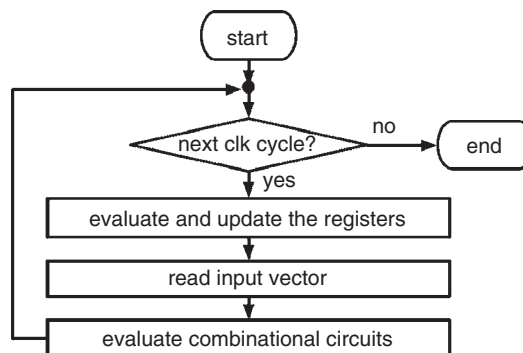 start
next clk cycle?
no
end
yes
evaluate and update the registers
read input vector
evaluate combinational circuits